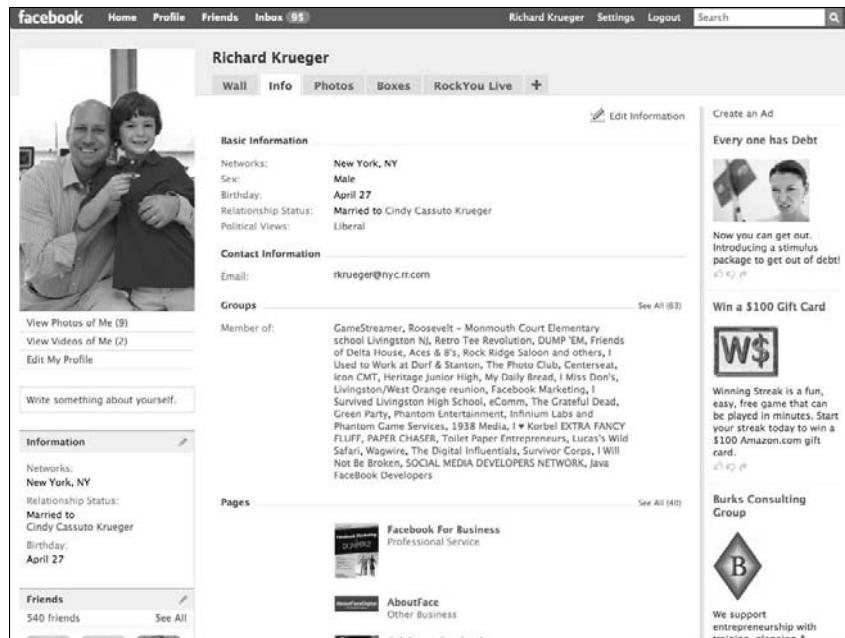 facebook Home Profile Friends Inbox 95 Richard Krueger Settings Logout Search
Richard Krueger
Wall Info Photos Boxes RockYou Live +
Edit Information
Basic Information
Networks: New York, NY
Sex: Male
Birthday: April 27
Relationship Status: Married to Cindy Cassuto Krueger
Political Views: Liberal
Contact Information
Email: rkrueger@nyc.rr.com
Groups See All (63)
Member of: GameStreamer, Roosevelt - Monmouth Court Elementary
school Livingston NJ, Retro Tee Revolution, DUMP 'EM, Friends
of Delta House, Aces & 8's, Rock Ridge Saloon and others, I
Used to Work at Dorf & Stanton, The Photo Club, Centerseat,
Icon CMT, Heritage Junior High, My Daily Bread, I Miss Don's,
Livingston/West Orange reunion, Facebook Marketing, I
Survived Livingston High School, eComm, The Grateful Dead,
Green Party, Phantom Entertainment, Infinium Labs and
Phantom Game Services, 1938 Media, I ♥ Korbel EXTRA FANCY
FLUFF, PAPER CHASER, Toilet Paper Entrepreneurs, Lucas's Wild
Safari, Wagwire, The Digital Influentials, Survivor Corps, I Will
Not Be Broken, SOCIAL MEDIA DEVELOPERS NETWORK, Java
FaceBook Developers
Pages See All (40)
Facebook Marketing
DUMMIES
Facebook For Business
Professional Service
AboutFace
Other Business
View Photos of Me (9)
View Videos of Me (2)
Edit My Profile
Write something about yourself.
Information
Networks:
New York, NY
Relationship Status:
Married to
Cindy Cassuto Krueger
Birthday:
April 27
Friends
540 friends See All
Create an Ad
Every one has Debt
Now you can get out.
Introducing a stimulus
package to get out of debt!
Win a $100 Gift Card
W$
Winning Streak is a fun,
easy, free game that can
be played in minutes. Start
your streak today to win a
$100 Amazon.com gift
card.
Burks Consulting
Group
B
We support
entrepreneurship with